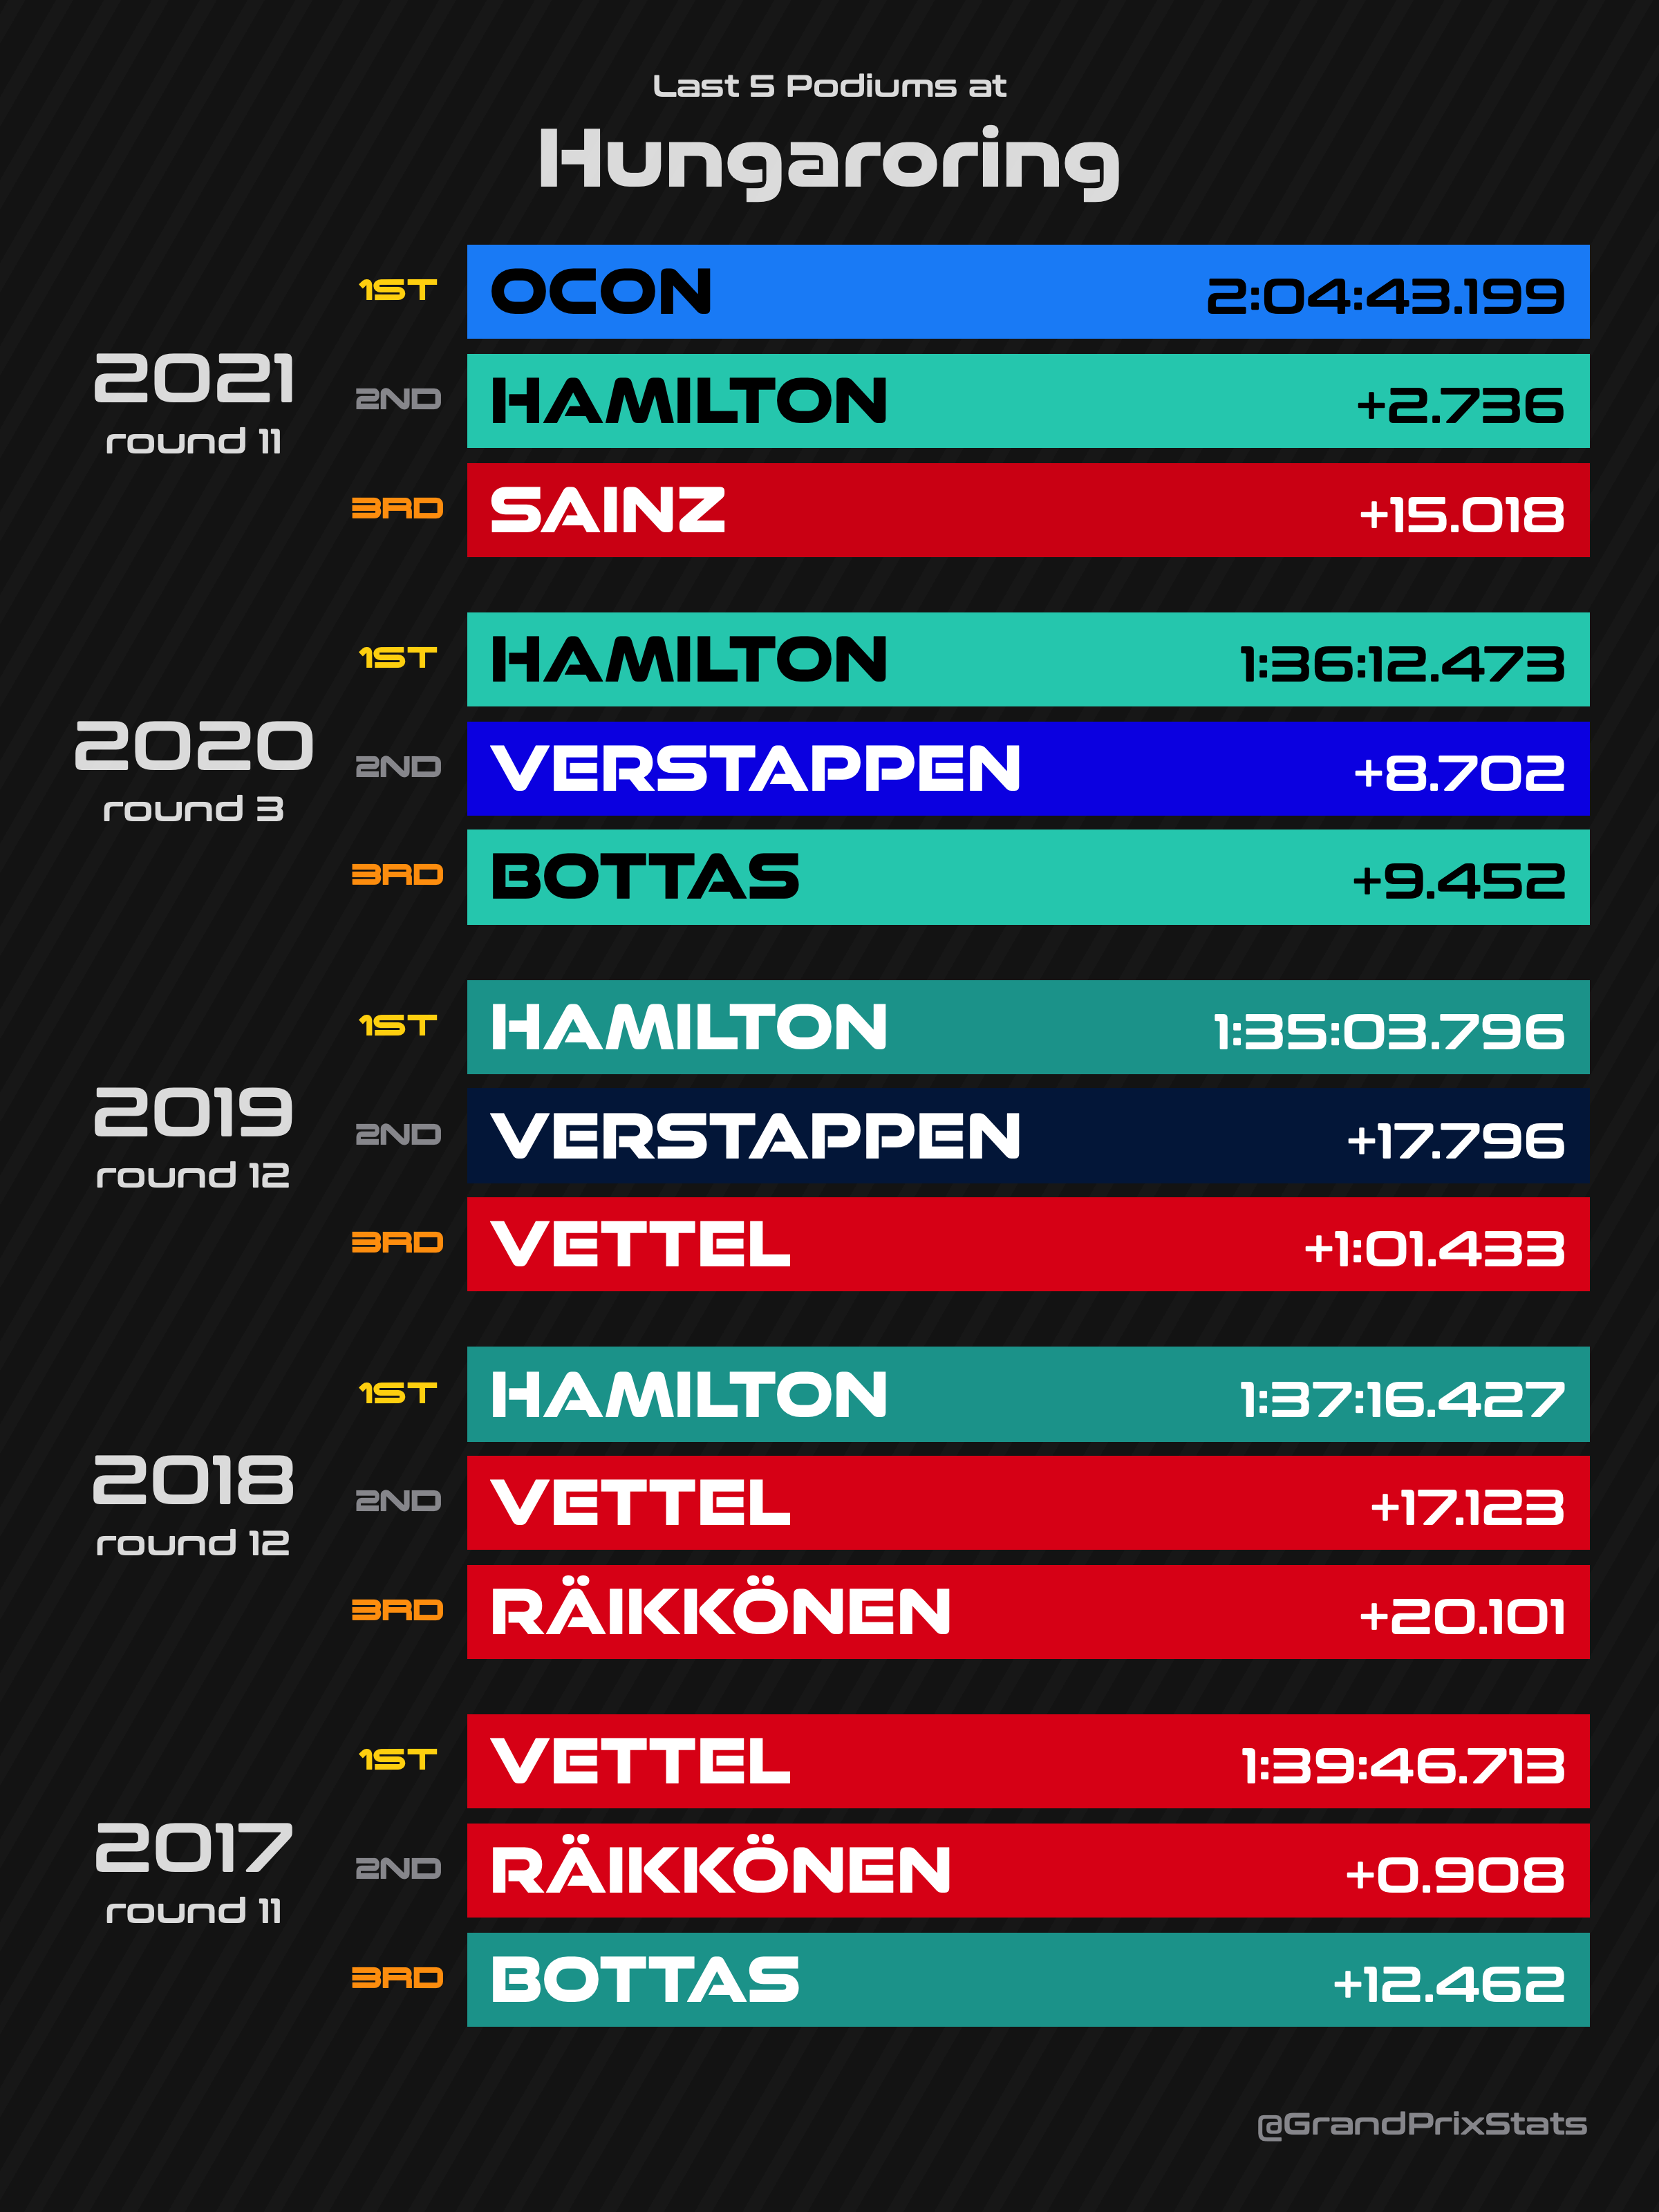 Last 5 Podiums at
Hungaroring
2021
round 11
1ST OCON 2:04:43.199
2ND HAMILTON +2.736
3RD SAINZ +15.018
2020
round 3
1ST HAMILTON 1:36:12.473
2ND VERSTAPPEN +8.702
3RD BOTTAS +9.452
2019
round 12
1ST HAMILTON 1:35:03.796
2ND VERSTAPPEN +17.796
3RD VETTEL +1:01.433
2018
round 12
1ST HAMILTON 1:37:16.427
2ND VETTEL +17.123
3RD RÄIKKÖNEN +20.101
2017
round 11
1ST VETTEL 1:39:46.713
2ND RÄIKKÖNEN +0.908
3RD BOTTAS +12.462
@GrandPrixStats